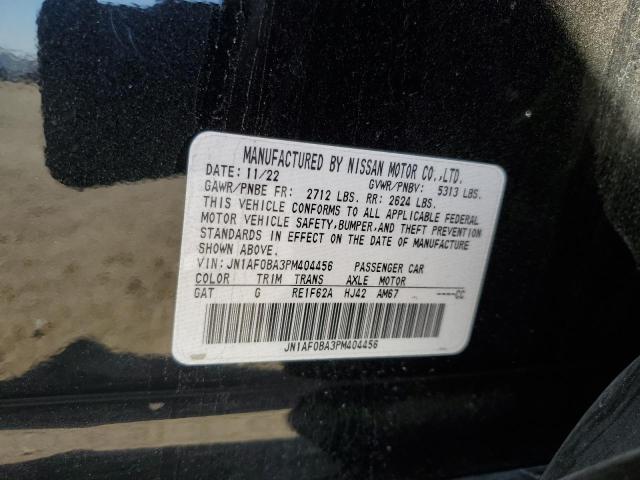 MANUFACTURED BY NISSAN MOTOR CO.,LTD.
DATE: 11/22 GVWR/PNBV: 5313 LBS.
GAWR/PNBE FR: 2712 LBS. RR: 2624 LBS.
THIS VEHICLE CONFORMS TO ALL APPLICABLE FEDERAL
MOTOR VEHICLE SAFETY,BUMPER,AND THEFT PREVENTION
STANDARDS IN EFFECT ON THE DATE OF MANUFACTURE
SHOWN ABOVE.
VIN: JN1AF0BA3PM404456 PASSENGER CAR
COLOR TRIM TRANS AXLE MOTOR
GAT G RE1F62A HJ42 AM67
JN1AF0BA3PM404456